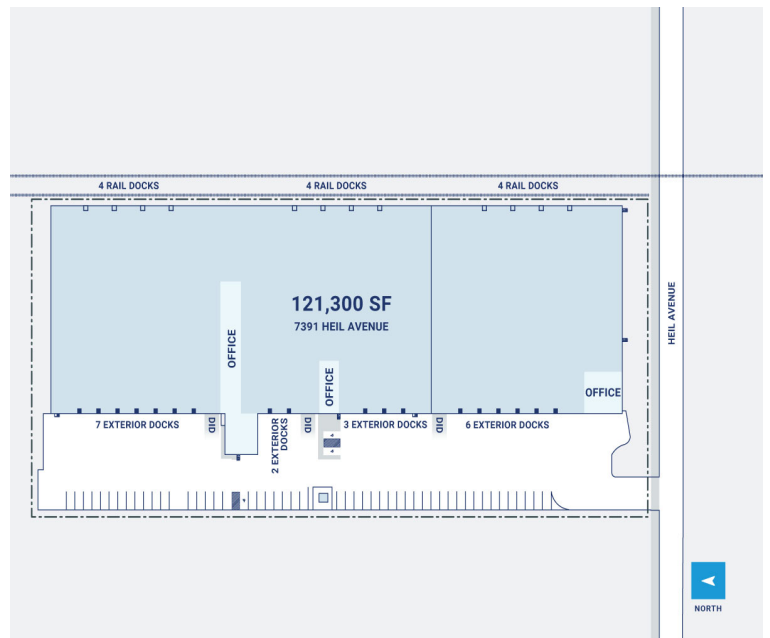 4 RAIL DOCKS
4 RAIL DOCKS
4 RAIL DOCKS
121,300 SF
7391 HEIL AVENUE
HEIL AVENUE
OFFICE
OFFICE
OFFICE
7 EXTERIOR DOCKS
DID
2 EXTERIOR
DOCKS
DID
3 EXTERIOR DOCKS
DID
6 EXTERIOR DOCKS
NORTH